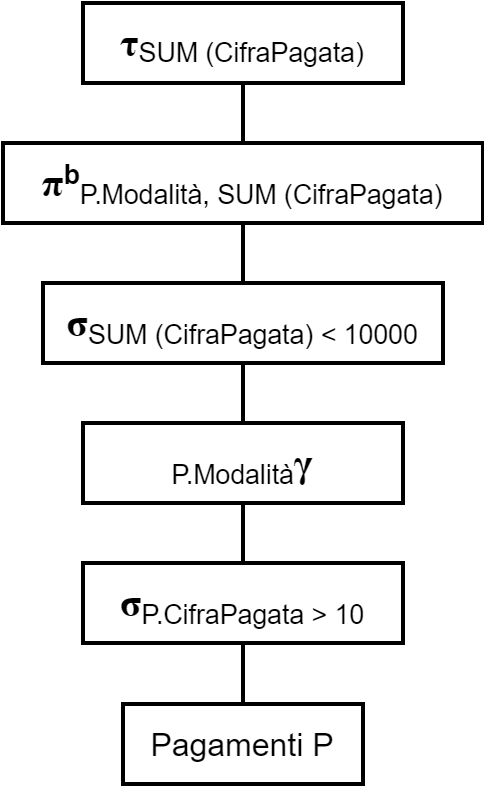 τSUM (CifraPagata)
πbP.Modalità, SUM (CifraPagata)
σSUM (CifraPagata) < 10000
P.Modalitàγ
σP.CifraPagata > 10
Pagamenti P